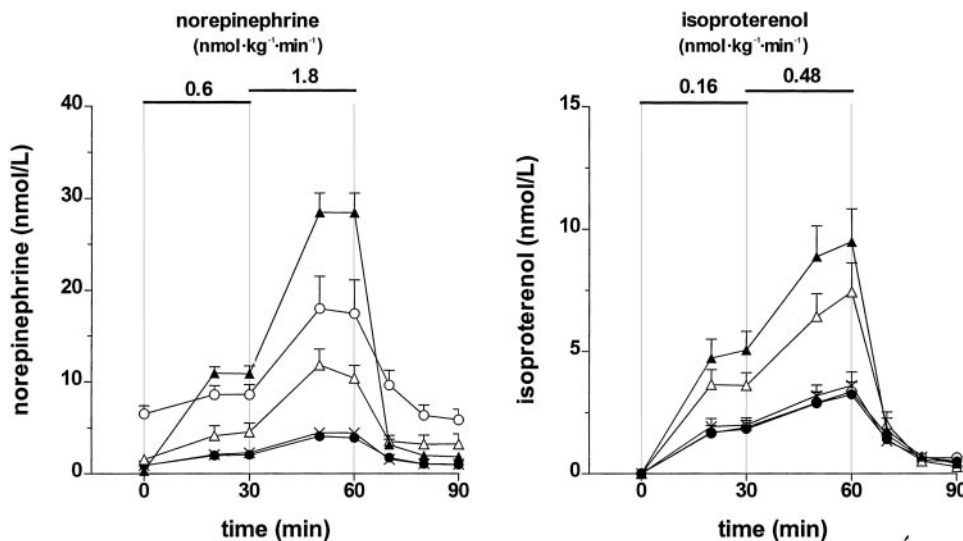 norepinephrine
(nmol·kg⁻¹·min⁻¹)
0.6
1.8
40
30
20
10
0
norepinephrine (nmol/L)
0
30
60
90
time (min)
isoproterenol
(nmol·kg⁻¹·min⁻¹)
0.16
0.48
15
10
5
0
isoproterenol (nmol/L)
0
30
60
90
time (min)